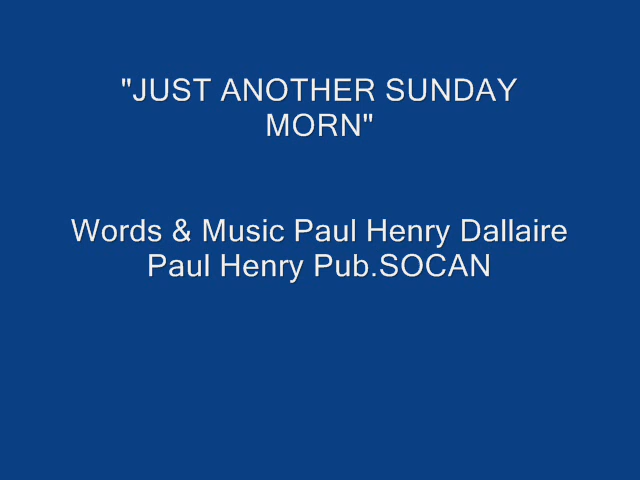 "JUST ANOTHER SUNDAY
MORN"
Words & Music Paul Henry Dallaire
Paul Henry Pub.SOCAN